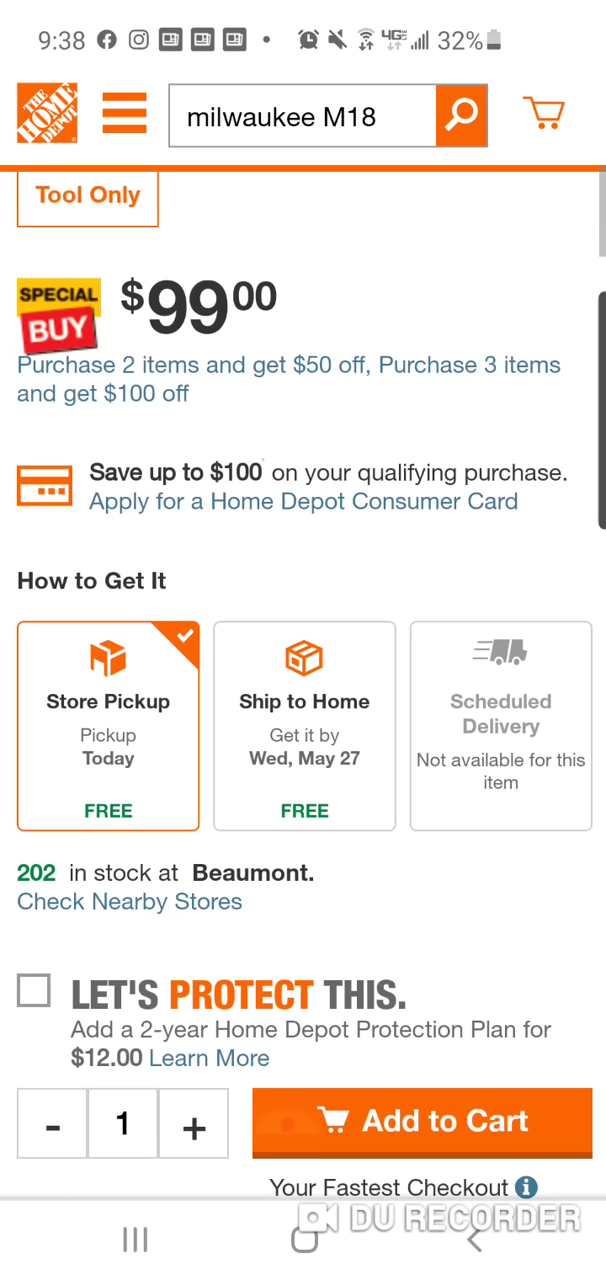 9:38 4GE 32%
THE HOME DEPOT
milwaukee M18
Tool Only
SPECIAL BUY $99 00
Purchase 2 items and get $50 off, Purchase 3 items
and get $100 off
Save up to $100 on your qualifying purchase.
Apply for a Home Depot Consumer Card
How to Get It
Store Pickup
Pickup
Today
FREE
Ship to Home
Get it by
Wed, May 27
FREE
Scheduled
Delivery
Not available for this
item
202 in stock at Beaumont.
Check Nearby Stores
LET'S PROTECT THIS.
Add a 2-year Home Depot Protection Plan for
$12.00 Learn More
- 1 + Add to Cart
Your Fastest Checkout i
DU RECORDER